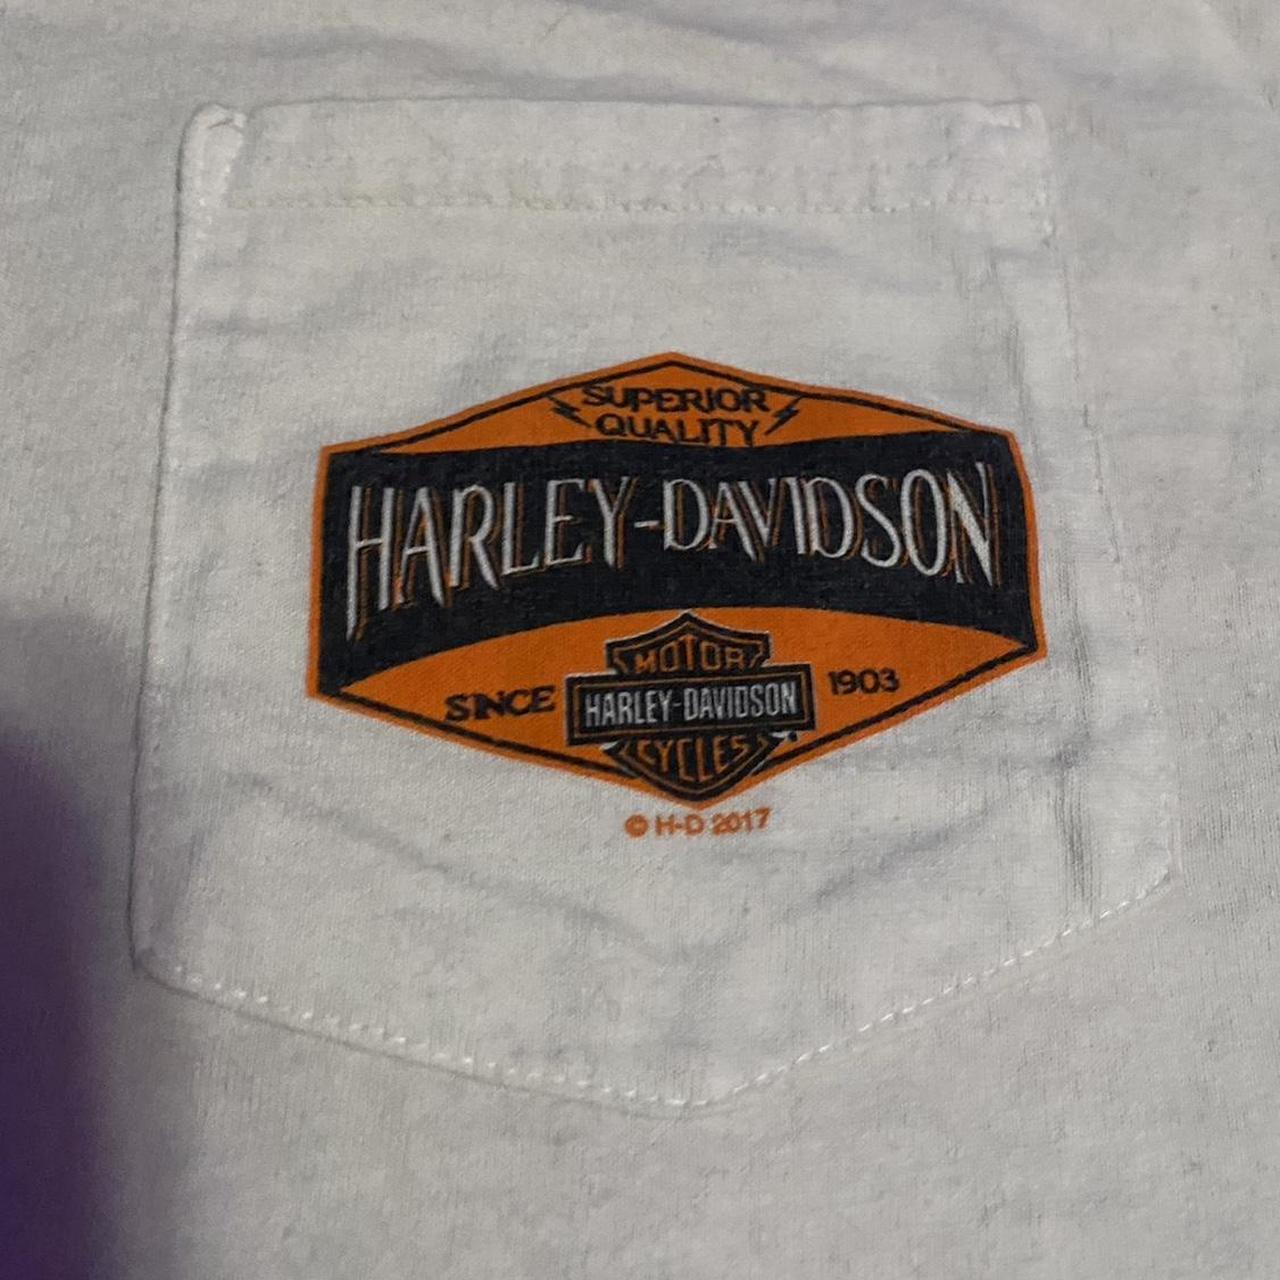 SUPERIOR
QUALITY
HARLEY-DAVIDSON
MOTOR
SINCE HARLEY-DAVIDSON 1903
CYCLES
© H-D 2017